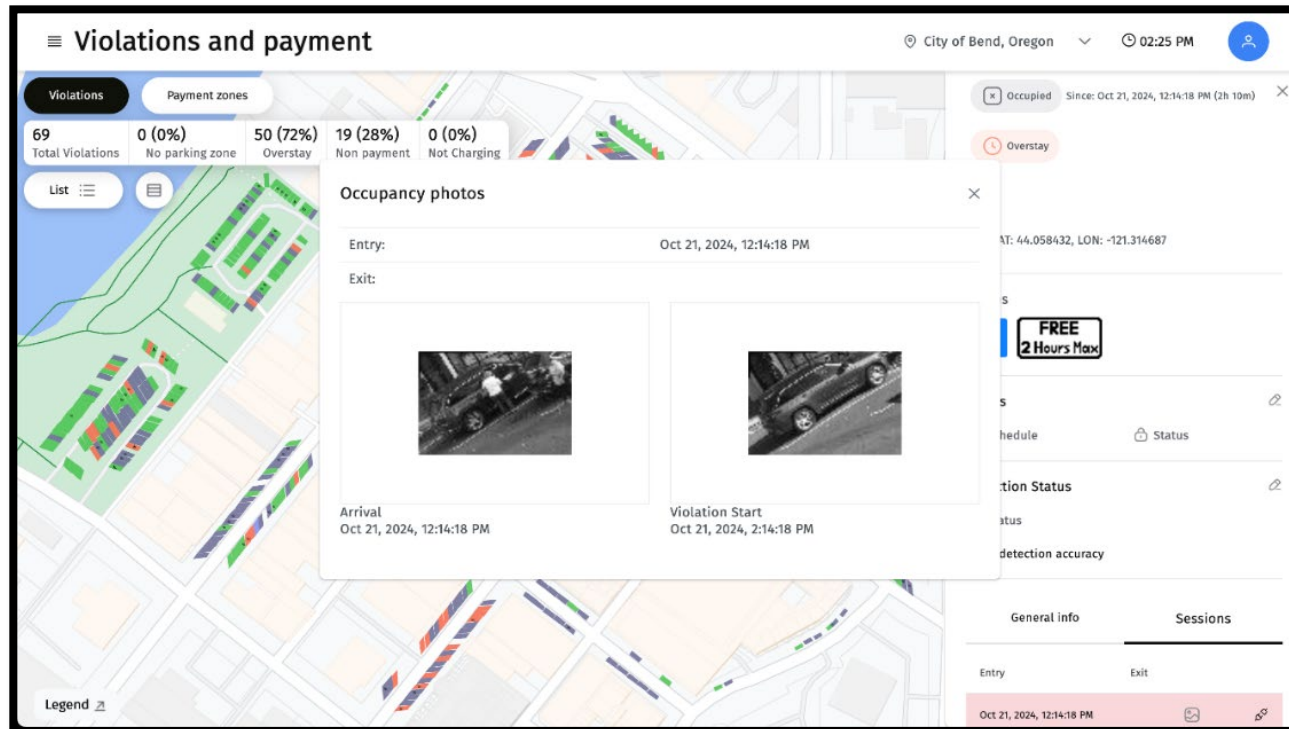 Violations and payment
City of Bend, Oregon
02:25 PM
Violations
Payment zones
69
Total Violations
0 (0%)
No parking zone
50 (72%)
Overstay
19 (28%)
Non payment
0 (0%)
Not Charging
List
Occupied
Since: Oct 21, 2024, 12:14:18 PM (2h 10m)
Overstay
Occupancy photos
Entry:
Oct 21, 2024, 12:14:18 PM
Exit:
Arrival
Oct 21, 2024, 12:14:18 PM
Violation Start
Oct 21, 2024, 2:14:18 PM
AT: 44.058432, LON: -121.314687
s
FREE
2 Hours Max
s
hedule
Status
tion Status
atus
detection accuracy
General info
Sessions
Entry
Exit
Oct 21, 2024, 12:14:18 PM
Legend